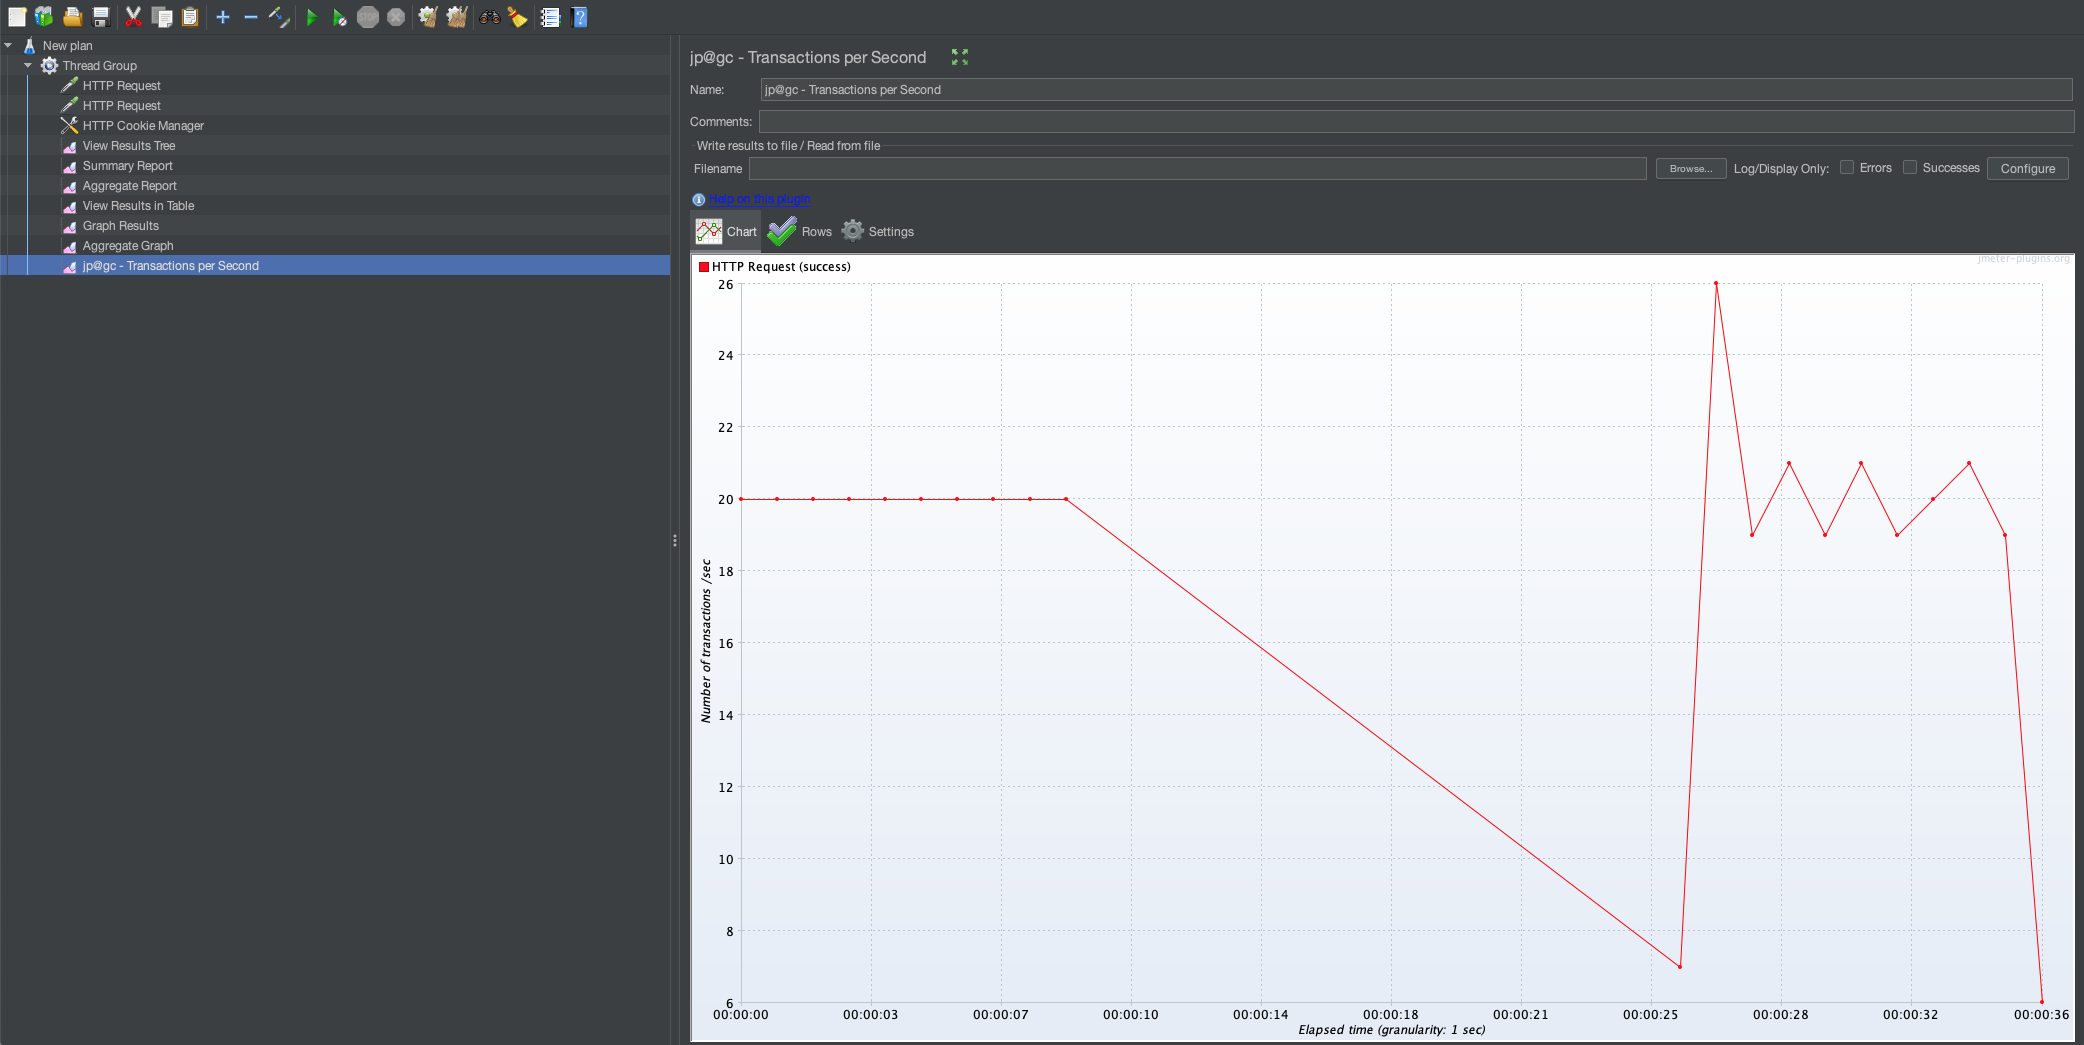 STOP
New plan
Thread Group
HTTP Request
HTTP Request
HTTP Cookie Manager
View Results Tree
Summary Report
Aggregate Report
View Results in Table
Graph Results
Aggregate Graph
jp@gc - Transactions per Second
jp@gc - Transactions per Second
Name: jp@gc - Transactions per Second
Comments:
Write results to file / Read from file
Filename Browse... Log/Display Only: Errors Successes Configure
Help on this plugin
Chart Rows Settings
HTTP Request (success)
jmeter-plugins.org
26
24
22
20
18
16
14
12
10
8
6
Number of transactions /sec
00:00:00 00:00:03 00:00:07 00:00:10 00:00:14 00:00:18 00:00:21 00:00:25 00:00:28 00:00:32 00:00:36
Elapsed time (granularity: 1 sec)